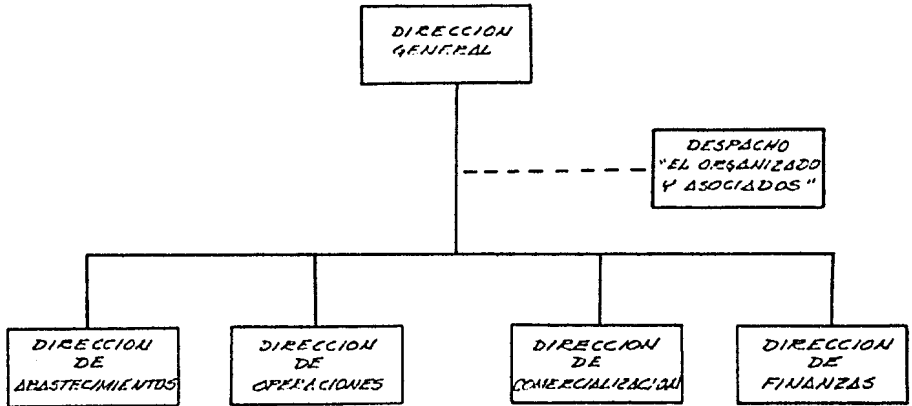 DIRECCION
GENERAL
DESPACHO
"EL ORGANIZADO
Y ASOCIADOS"
DIRECCION
DE
ABASTECIMIENTOS
DIRECCION
DE
OPERACIONES
DIRECCION
DE
COMERCIALIZACION
DIRECCION
DE
FINANZAS